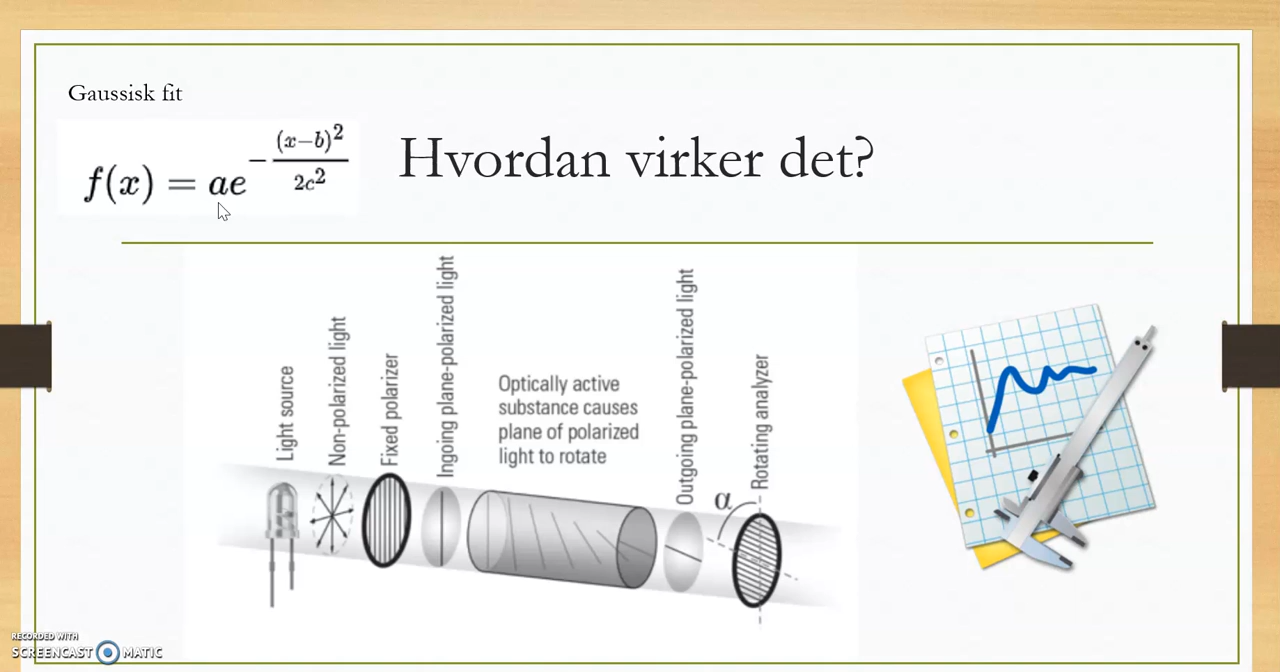 Gaussisk fit
f(x) = ae^{-\frac{(x-b)^2}{2c^2}}
Hvordan virker det?
Light source
Non-polarized light
Fixed polarizer
Ingoing plane-polarized light
Optically active
substance causes
plane of polarized
light to rotate
Outgoing plane-polarized light
α
Rotating analyzer
RECORDED WITH
SCREENCAST MATIC